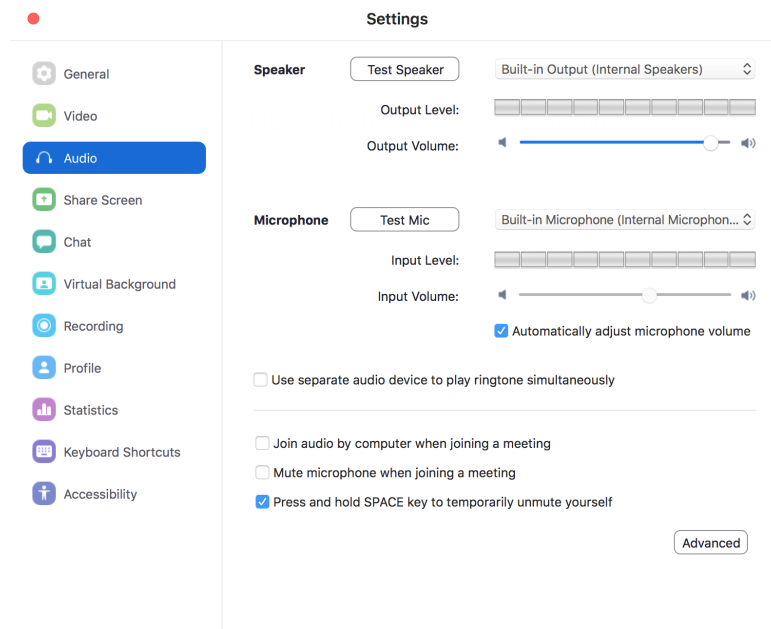 Settings
General
Video
Audio
Share Screen
Chat
Virtual Background
Recording
Profile
Statistics
Keyboard Shortcuts
Accessibility
Speaker Test Speaker Built-in Output (Internal Speakers)
Output Level:
Output Volume:
Microphone Test Mic Built-in Microphone (Internal Microphon...
Input Level:
Input Volume:
Automatically adjust microphone volume
Use separate audio device to play ringtone simultaneously
Join audio by computer when joining a meeting
Mute microphone when joining a meeting
Press and hold SPACE key to temporarily unmute yourself
Advanced